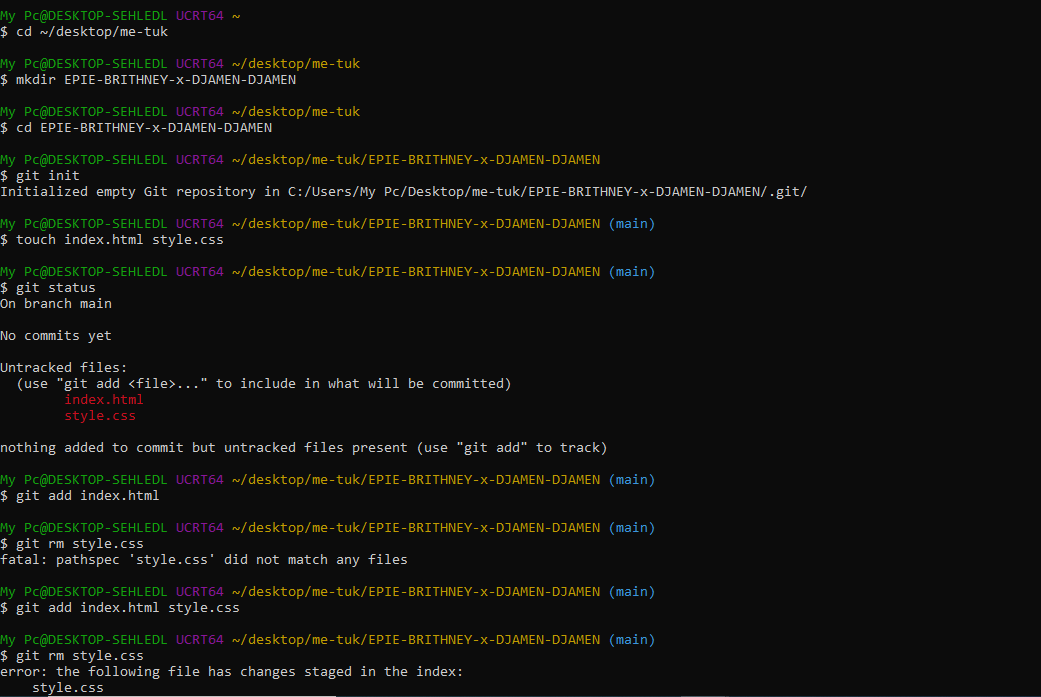 My Pc@DESKTOP-SEHLEDL UCRT64 ~
$ cd ~/desktop/me-tuk
My Pc@DESKTOP-SEHLEDL UCRT64 ~/desktop/me-tuk
$ mkdir EPIE-BRITHNEY-x-DJAMEN-DJAMEN
My Pc@DESKTOP-SEHLEDL UCRT64 ~/desktop/me-tuk
$ cd EPIE-BRITHNEY-x-DJAMEN-DJAMEN
My Pc@DESKTOP-SEHLEDL UCRT64 ~/desktop/me-tuk/EPIE-BRITHNEY-x-DJAMEN-DJAMEN
$ git init
Initialized empty Git repository in C:/Users/My Pc/Desktop/me-tuk/EPIE-BRITHNEY-x-DJAMEN-DJAMEN/.git/
My Pc@DESKTOP-SEHLEDL UCRT64 ~/desktop/me-tuk/EPIE-BRITHNEY-x-DJAMEN-DJAMEN (main)
$ touch index.html style.css
My Pc@DESKTOP-SEHLEDL UCRT64 ~/desktop/me-tuk/EPIE-BRITHNEY-x-DJAMEN-DJAMEN (main)
$ git status
On branch main
No commits yet
Untracked files:
  (use "git add <file>..." to include in what will be committed)
        index.html
        style.css
nothing added to commit but untracked files present (use "git add" to track)
My Pc@DESKTOP-SEHLEDL UCRT64 ~/desktop/me-tuk/EPIE-BRITHNEY-x-DJAMEN-DJAMEN (main)
$ git add index.html
My Pc@DESKTOP-SEHLEDL UCRT64 ~/desktop/me-tuk/EPIE-BRITHNEY-x-DJAMEN-DJAMEN (main)
$ git rm style.css
fatal: pathspec 'style.css' did not match any files
My Pc@DESKTOP-SEHLEDL UCRT64 ~/desktop/me-tuk/EPIE-BRITHNEY-x-DJAMEN-DJAMEN (main)
$ git add index.html style.css
My Pc@DESKTOP-SEHLEDL UCRT64 ~/desktop/me-tuk/EPIE-BRITHNEY-x-DJAMEN-DJAMEN (main)
$ git rm style.css
error: the following file has changes staged in the index:
    style.css